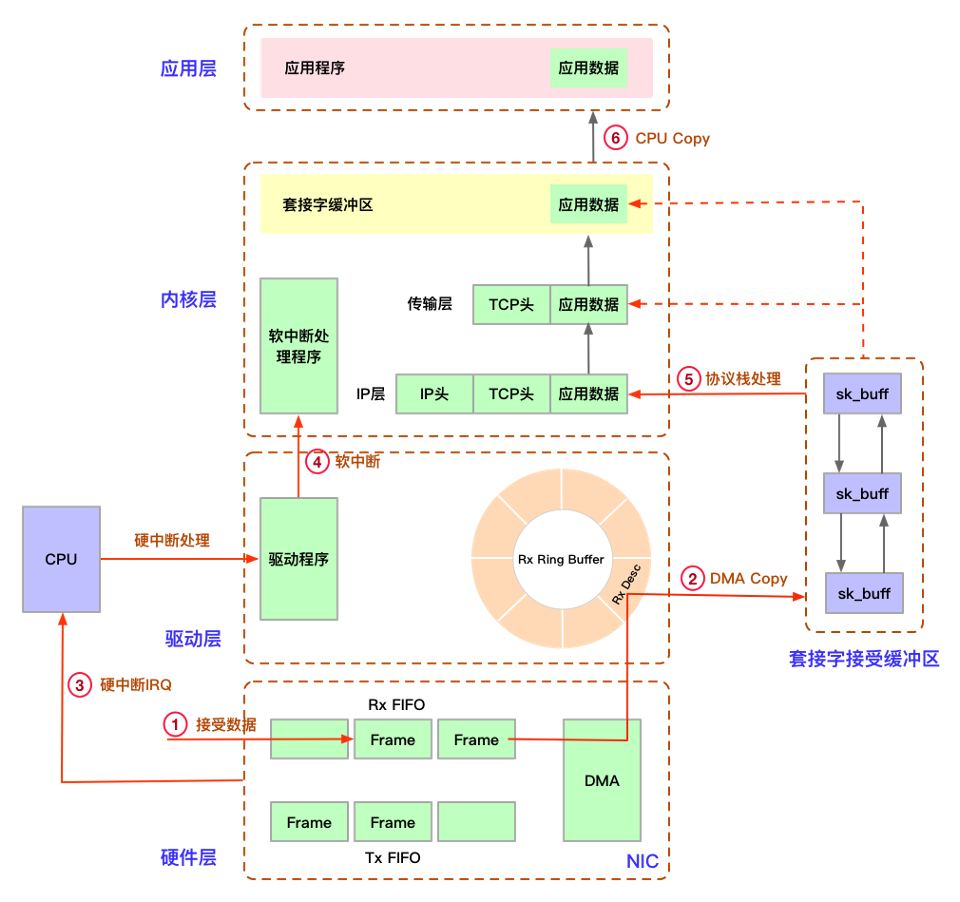 应用层
应用程序
应用数据
6 CPU Copy
套接字缓冲区
应用数据
内核层
软中断处
理程序
传输层
TCP头
应用数据
IP层
IP头
TCP头
应用数据
5 协议栈处理
sk_buff
sk_buff
sk_buff
套接字接受缓冲区
4 软中断
CPU
硬中断处理
驱动程序
Rx Ring Buffer
Rx Desc
2 DMA Copy
驱动层
3 硬中断IRQ
1 接受数据
Rx FIFO
Frame
Frame
DMA
Frame
Frame
Tx FIFO
硬件层
NIC